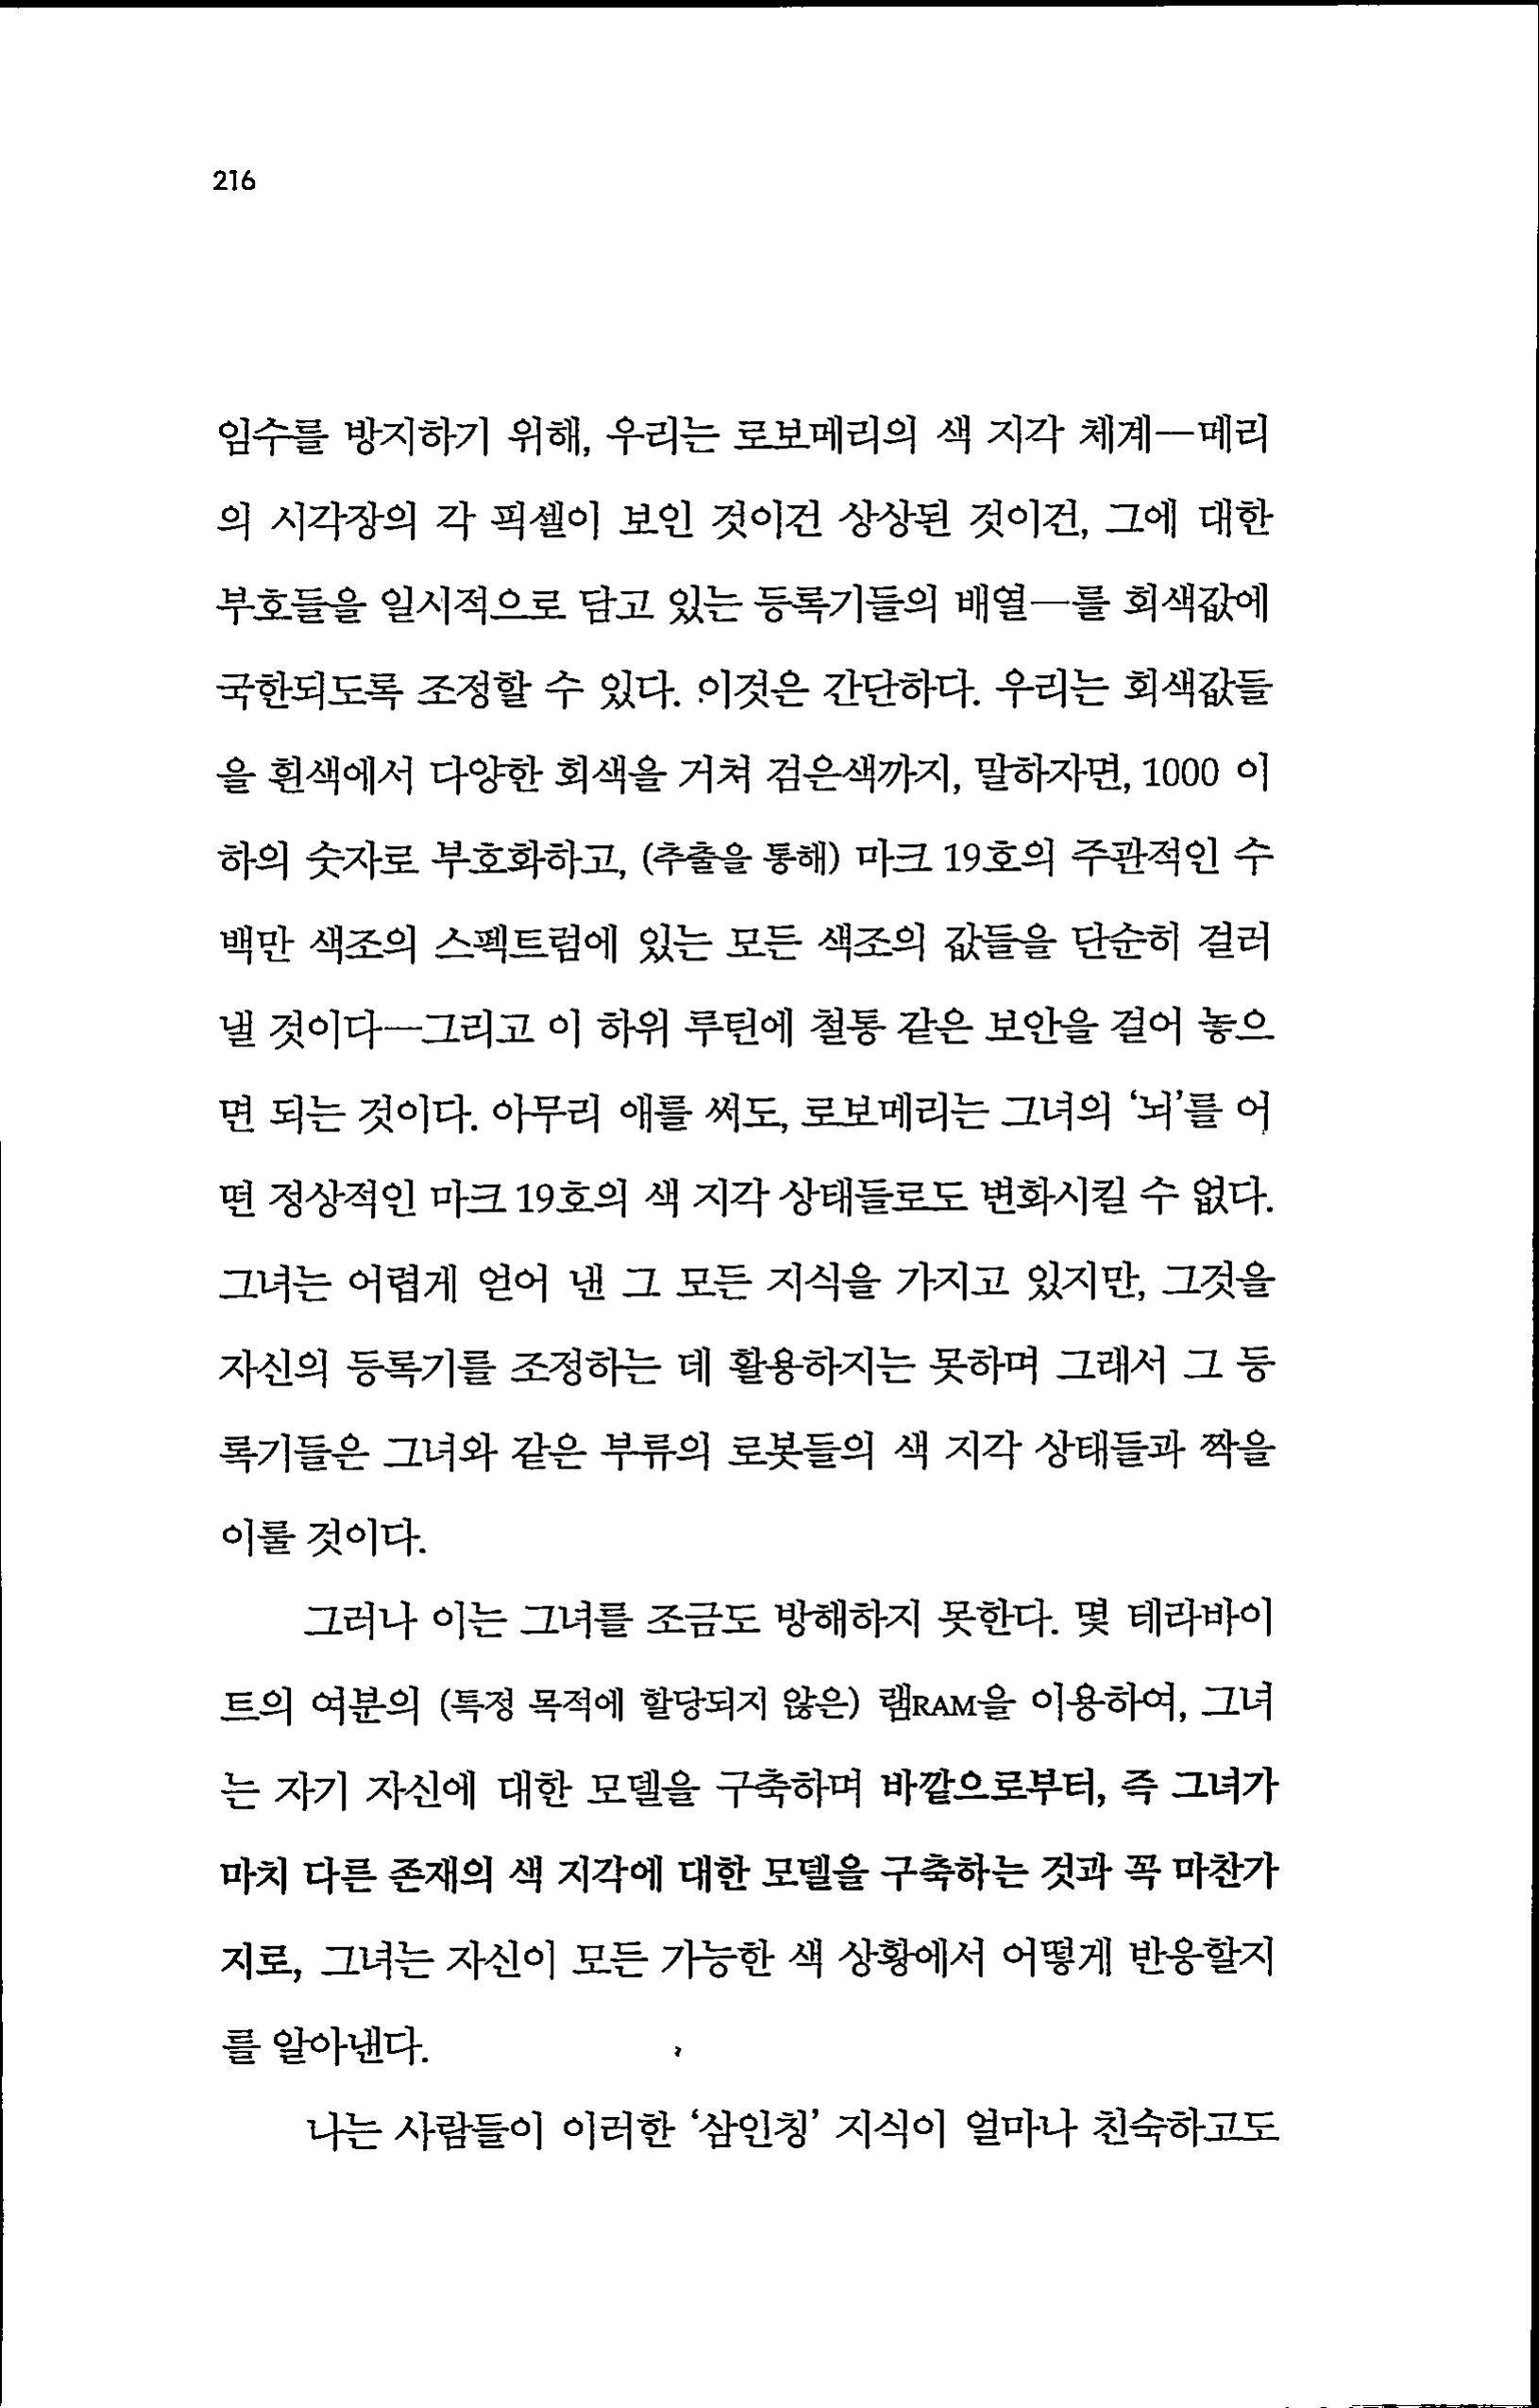 216
임수를 방지하기 위해, 우리는 로보메리의 색 지각 체계—메리
의 시각장의 각 픽셀이 보인 것이건 상상된 것이건, 그에 대한
부호들을 일시적으로 담고 있는 등록기들의 배열—를 회색값에
국한되도록 조정할 수 있다. 이것은 간단하다. 우리는 회색값들
을 흰색에서 다양한 회색을 거쳐 검은색까지, 말하자면, 1000 이
하의 숫자로 부호화하고, (추출을 통해) 마크 19호의 주관적인 수
백만 색조의 스펙트럼에 있는 모든 색조의 값들을 단순히 걸러
낼 것이다—그리고 이 하위 루틴에 철통 같은 보안을 걸어 놓으
면 되는 것이다. 아무리 애를 써도, 로보메리는 그녀의 ‘뇌’를 어
떤 정상적인 마크 19호의 색 지각 상태들로도 변화시킬 수 없다.
그녀는 어렵게 얻어 낸 그 모든 지식을 가지고 있지만, 그것을
자신의 등록기를 조정하는 데 활용하지는 못하며 그래서 그 등
록기들은 그녀와 같은 부류의 로봇들의 색 지각 상태들과 짝을
이룰 것이다.
그러나 이는 그녀를 조금도 방해하지 못한다. 몇 테라바이
트의 여분의 (특정 목적에 할당되지 않은) 램RAM을 이용하여, 그녀
는 자기 자신에 대한 모델을 구축하며 바깥으로부터, 즉 그녀가
마치 다른 존재의 색 지각에 대한 모델을 구축하는 것과 꼭 마찬가
지로, 그녀는 자신이 모든 가능한 색 상황에서 어떻게 반응할지
를 알아낸다.
나는 사람들이 이러한 ‘삼인칭’ 지식이 얼마나 친숙하고도